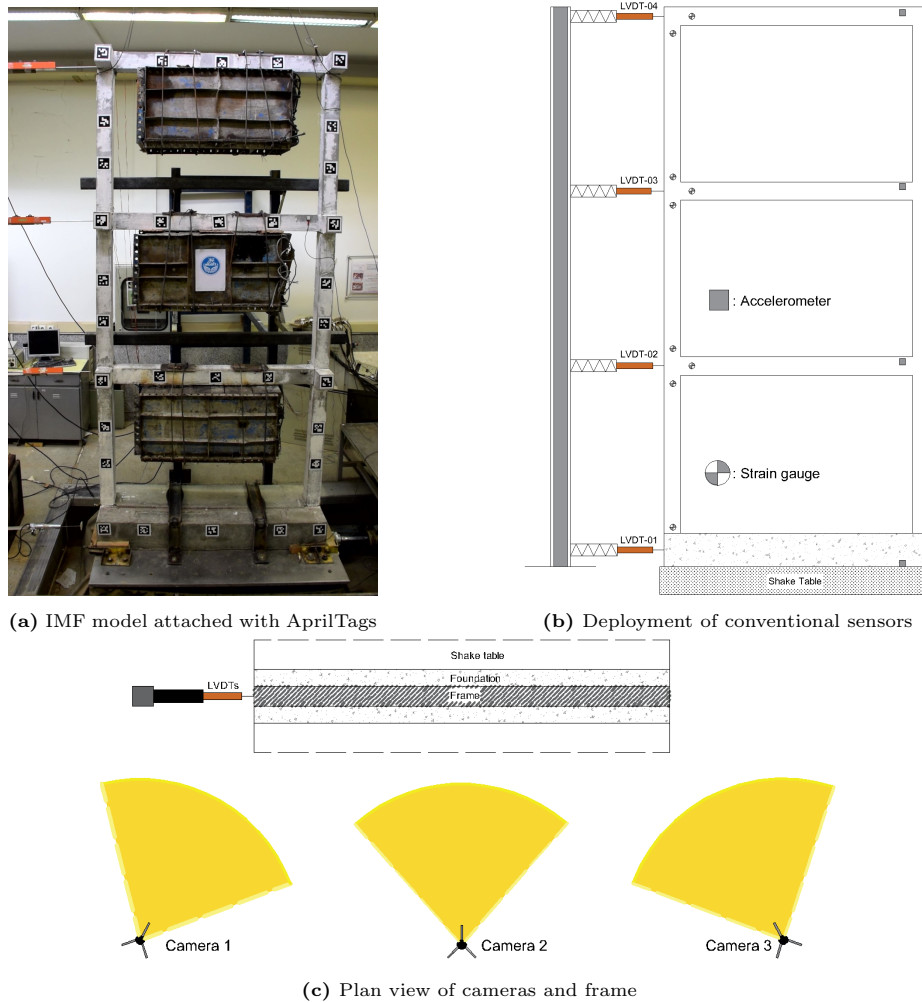 LVDT-04
LVDT-03
: Accelerometer
LVDT-02
: Strain gauge
LVDT-01
Shake Table
(a) IMF model attached with AprilTags
(b) Deployment of conventional sensors
Shake table
LVDTs
Foundation
Frame
Camera 1
Camera 2
Camera 3
(c) Plan view of cameras and frame